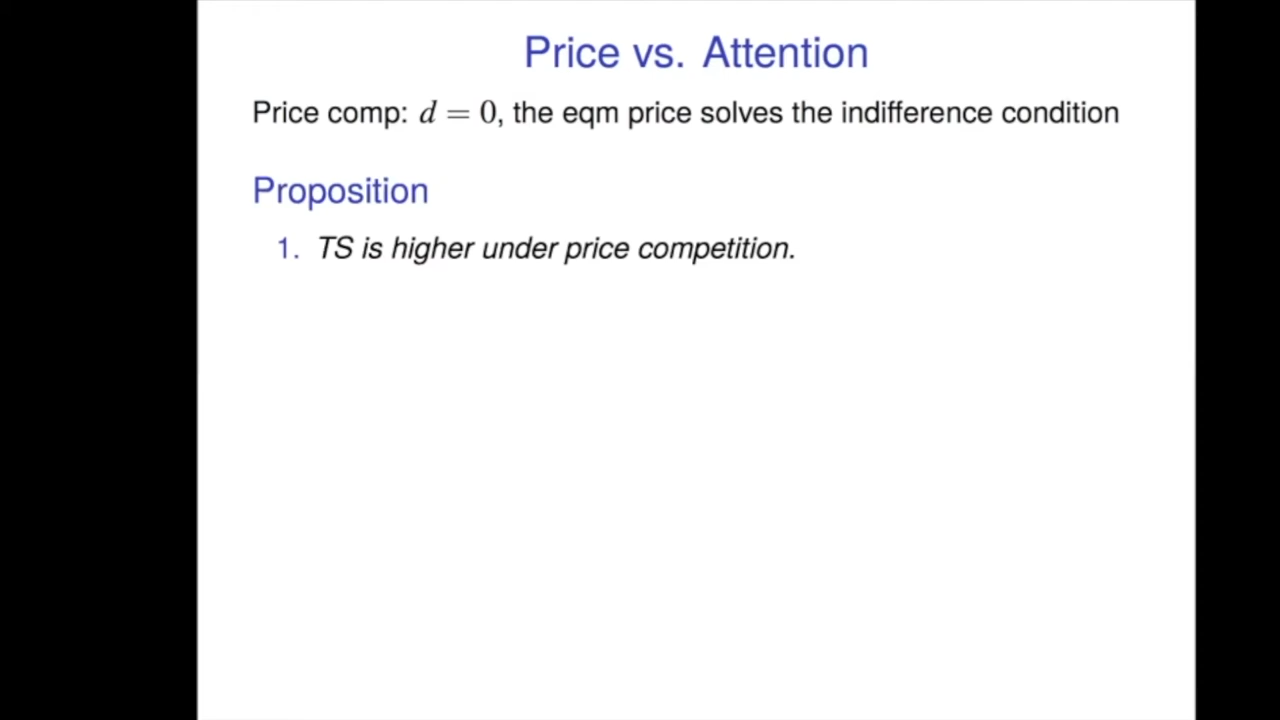 Price vs. Attention
Price comp: d = 0, the eqm price solves the indifference condition
Proposition
1. TS is higher under price competition.